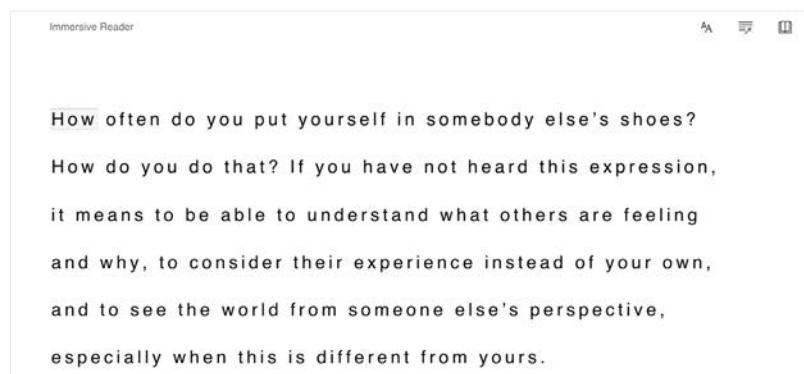 Immersive Reader
How often do you put yourself in somebody else's shoes?
How do you do that? If you have not heard this expression,
it means to be able to understand what others are feeling
and why, to consider their experience instead of your own,
and to see the world from someone else's perspective,
especially when this is different from yours.